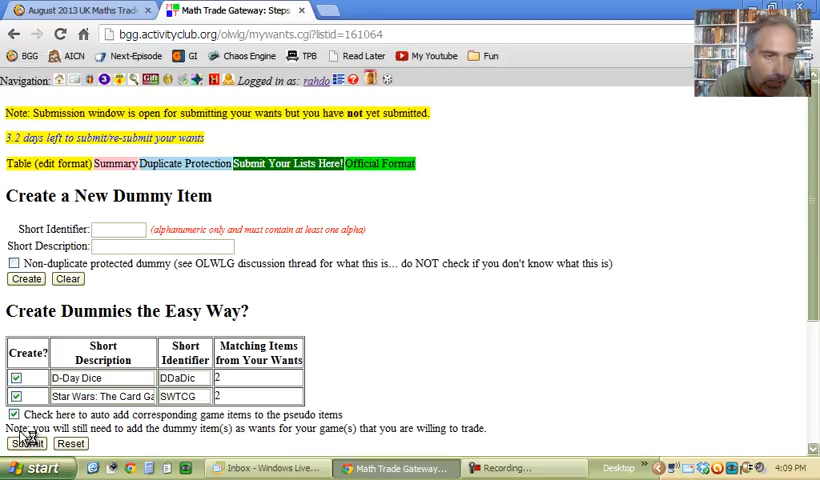 August 2013 UK Maths Trad
Math Trade Gateway: Steps
bgg.activityclub.org/olwlg/mywants.cgi?listid=161064
BGG AICN Next-Episode GI Chaos Engine TPB Read Later My Youtube Fun
Navigation: Logged in as: rahdo
Note: Submission window is open for submitting your wants but you have not yet submitted.
3.2 days left to submit/re-submit your wants
Table (edit format) Summary Duplicate Protection Submit Your Lists Here! Official Format
Create a New Dummy Item
Short Identifier: (alphanumeric only and must contain at least one alpha)
Short Description:
Non-duplicate protected dummy (see OLWLG discussion thread for what this is... do NOT check if you don't know what this is)
Create Clear
Create Dummies the Easy Way?
Create? Short Description Short Identifier Matching Items from Your Wants
D-Day Dice DDaDic 2
Star Wars: The Card Ga SWTCG 2
Check here to auto add corresponding game items to the pseudo items
Note: you will still need to add the dummy item(s) as wants for your game(s) that you are willing to trade.
Submit Reset
start Inbox - Windows Live... Math Trade Gateway... Recording... Desktop 4:09 PM